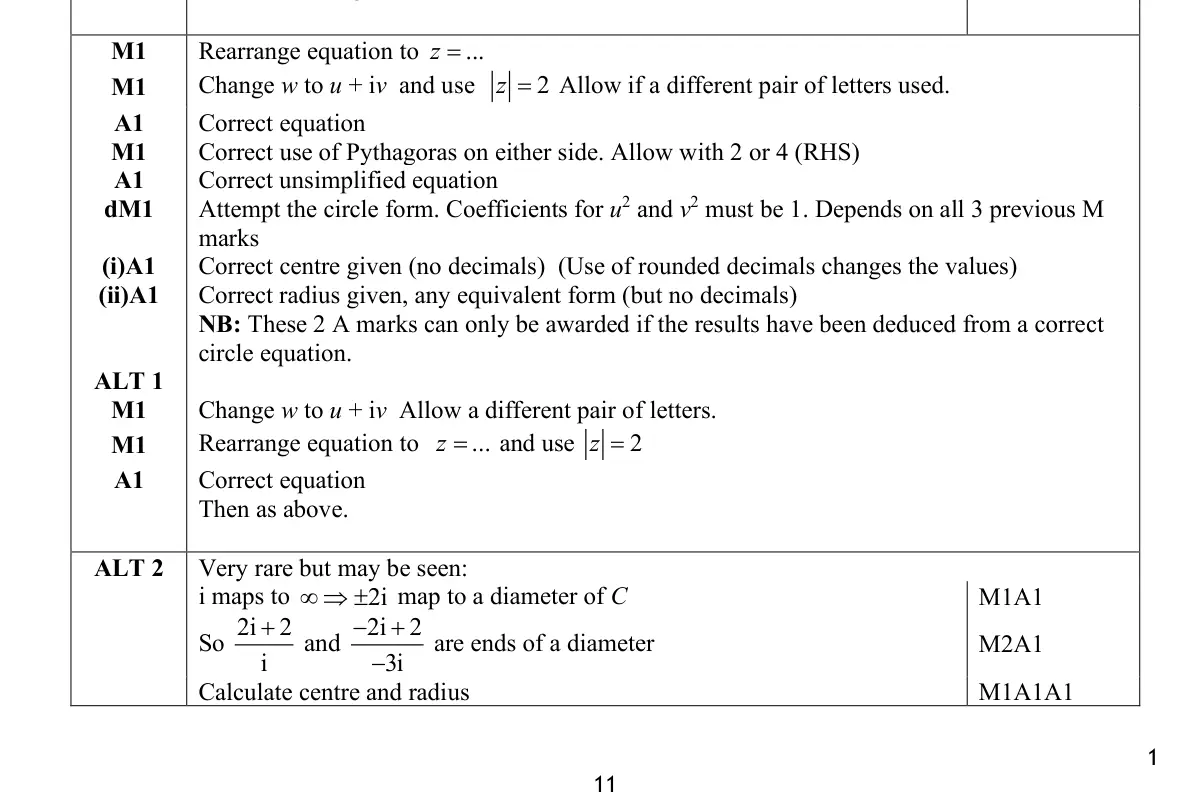 M1 Rearrange equation to z = ...
M1 Change w to u + iv and use |z| = 2 Allow if a different pair of letters used.
A1 Correct equation
M1 Correct use of Pythagoras on either side. Allow with 2 or 4 (RHS)
A1 Correct unsimplified equation
dM1 Attempt the circle form. Coefficients for u² and v² must be 1. Depends on all 3 previous M
marks
(i)A1 Correct centre given (no decimals) (Use of rounded decimals changes the values)
(ii)A1 Correct radius given, any equivalent form (but no decimals)
NB: These 2 A marks can only be awarded if the results have been deduced from a correct
circle equation.
ALT 1
M1 Change w to u + iv Allow a different pair of letters.
M1 Rearrange equation to z = ... and use |z| = 2
A1 Correct equation
Then as above.
ALT 2 Very rare but may be seen:
i maps to ∞ ⇒ ±2i map to a diameter of C M1A1
So (2i + 2)/i and (−2i + 2)/(−3i) are ends of a diameter M2A1
Calculate centre and radius M1A1A1
1
11